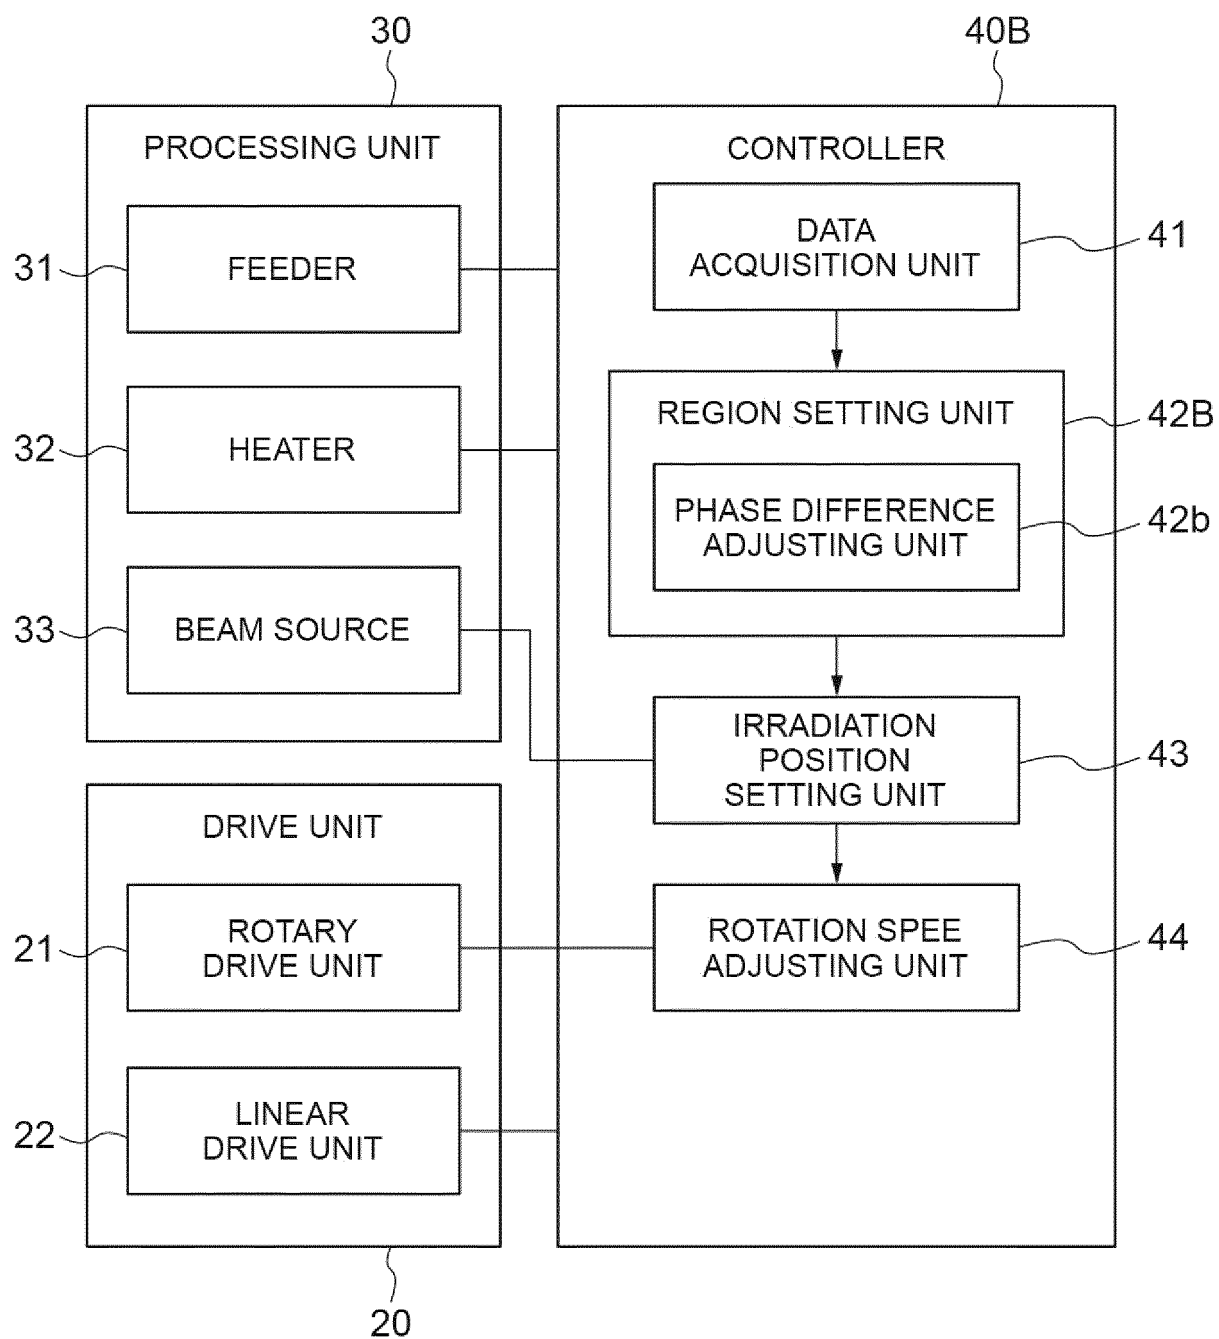 30
40B
PROCESSING UNIT
CONTROLLER
FEEDER
31
HEATER
32
BEAM SOURCE
33
DATA
ACQUISITION UNIT
41
REGION SETTING UNIT
42B
PHASE DIFFERENCE
ADJUSTING UNIT
42b
IRRADIATION
POSITION
SETTING UNIT
43
DRIVE UNIT
ROTARY
DRIVE UNIT
21
ROTATION SPEE
ADJUSTING UNIT
44
LINEAR
DRIVE UNIT
22
20